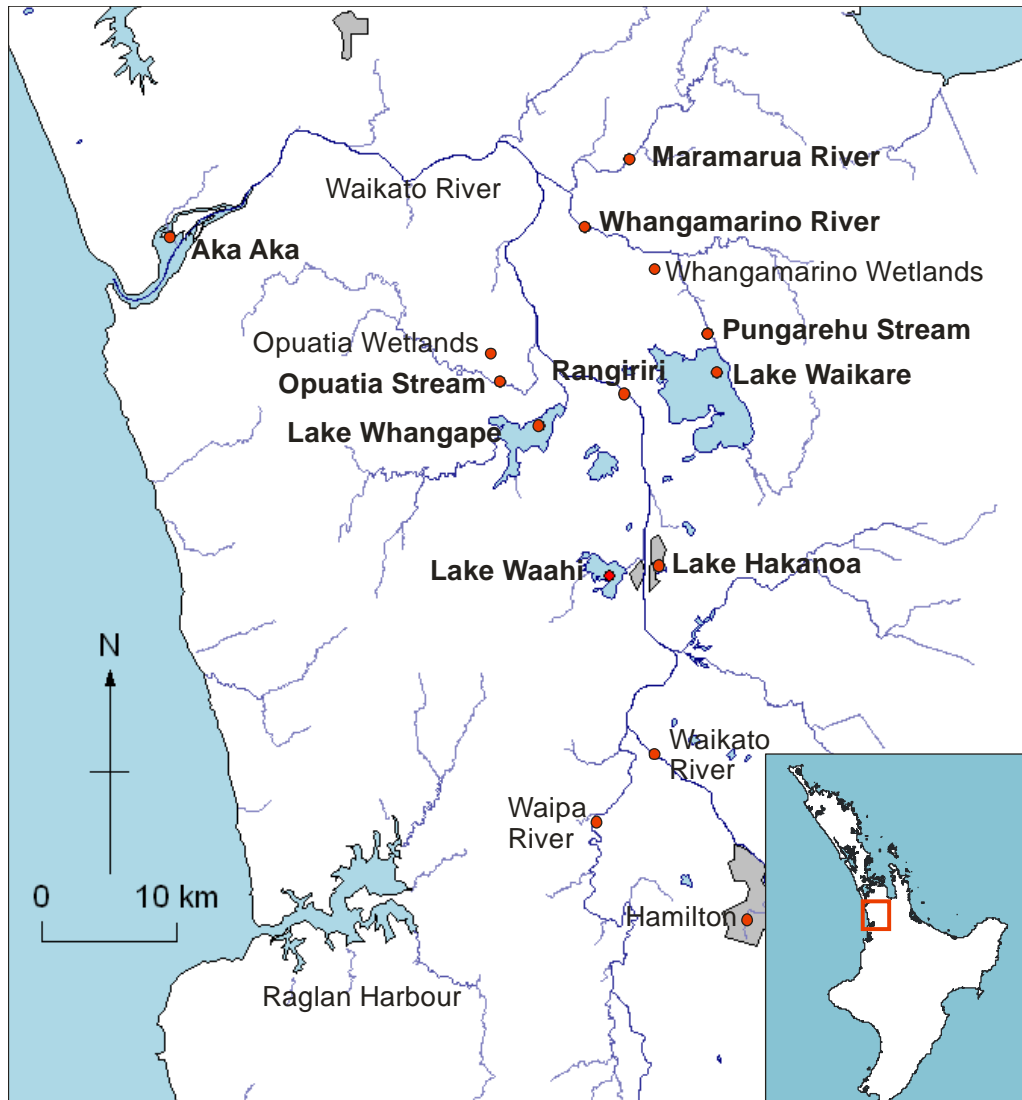 Maramarua River
Waikato River
Whangamarino River
Aka Aka
Whangamarino Wetlands
Pungarehu Stream
Opuatia Wetlands
Rangiriri
Lake Waikare
Opuatia Stream
Lake Whangape
Lake Waahi
Lake Hakanoa
N
Waikato
River
Waipa
River
0 10 km
Hamilton
Raglan Harbour